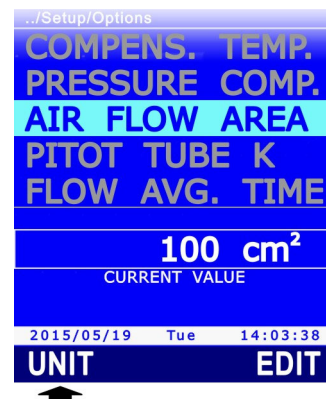 ../Setup/Options
COMPENS. TEMP.
PRESSURE COMP.
AIR FLOW AREA
PITOT TUBE K
FLOW AVG. TIME
100 cm²
CURRENT VALUE
2015/05/19 Tue 14:03:38
UNIT EDIT